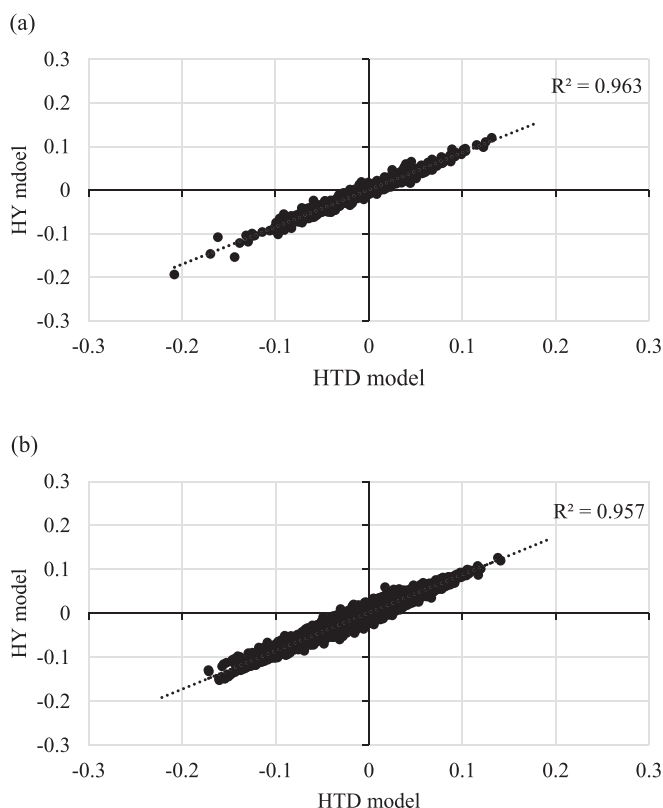 (a)
0.3
R² = 0.963
0.2
0.1
HY mdoel
0
-0.1
-0.2
-0.3
-0.3 -0.2 -0.1 0 0.1 0.2 0.3
HTD model
(b)
0.3
R² = 0.957
0.2
0.1
HY model
0
-0.1
-0.2
-0.3
-0.3 -0.2 -0.1 0 0.1 0.2 0.3
HTD model